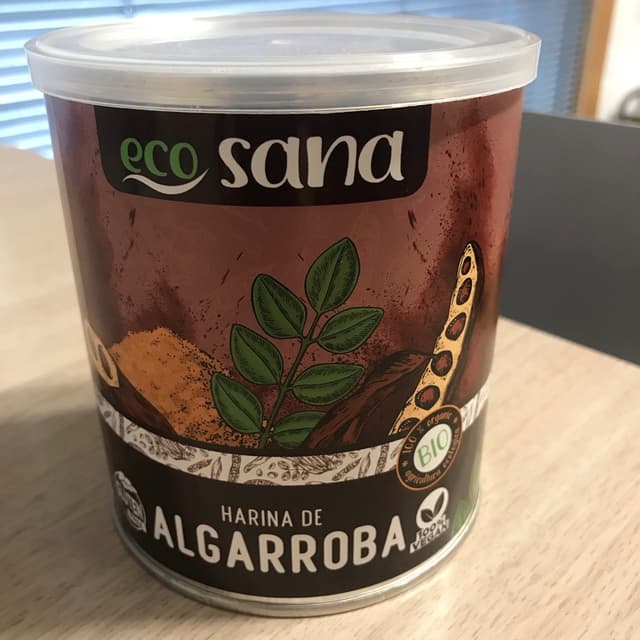 eco sana
BIO
HARINA DE
ALGARROBA
100%
VEGAN